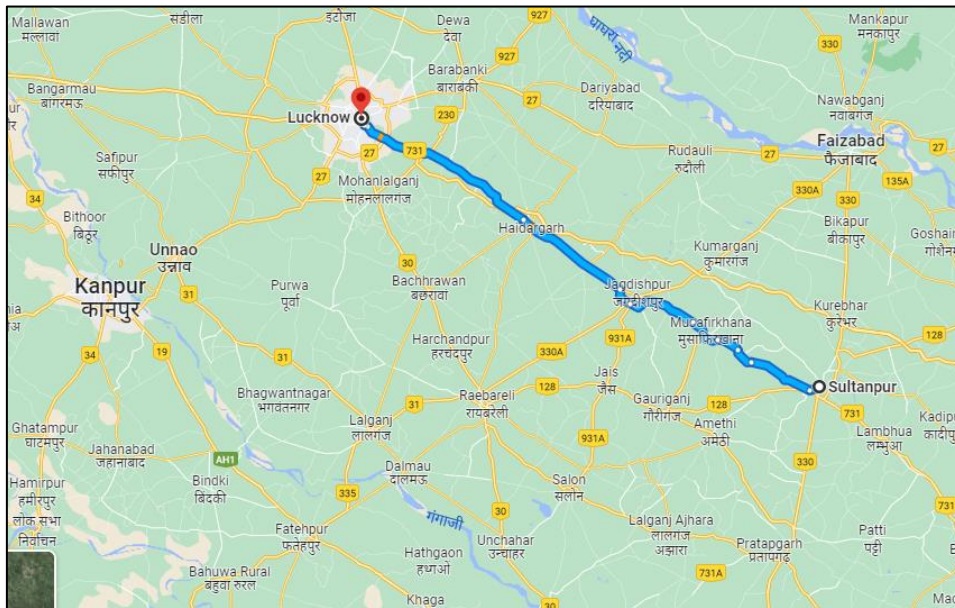 Mallawan
मल्लावां
संडीला
इटौंजा
Dewa
देवा
927
घाघरा नदी
330
Mankapur
मनकापुर
Bangarmau
बांगरमऊ
Barabanki
बाराबंकी
927
27
Dariyabad
दरियाबाद
Nawabganj
नवाबगंज
Lucknow
230
Faizabad
फैजाबाद
Safipur
सफीपुर
27
731
27
Rudauli
रुदौली
27
27
Mohanlalganj
मोहनलालगंज
330A
135A
34
Bithoor
बिठूर
330
Haidargarh
Bikapur
बीकापुर
Unnao
उन्नाव
Kumarganj
कुमारगंज
30
Kanpur
कानपुर
31
Purwa
पूर्वा
Bachhrawan
बछरावां
Jagdishpur
जगदीशपुर
Kurebhar
कुरेभर
Harchandpur
हरचंदपुर
मुसाफिरखाना
128
34
19
31
330A
931A
Jais
जैस
Sultanpur
Bhagwantnagar
भगवंतनगर
31
Raebareli
रायबरेली
128
Gauriganj
गौरीगंज
128
731
Ghatampur
घाटमपुर
Lalganj
लालगंज
Amethi
अमेठी
Lambhua
लम्भुआ
Jahanabad
जहानाबाद
931A
AH1
Dalmau
दालमऊ
330
Hamirpur
हमीरपुर
लोक सभा
निर्वाचन
Bindki
बिंदकी
335
Salon
सलोन
731
गंगाजी
30
Lalganj Ajhara
लालगंज
अझारा
Patti
पट्टी
Fatehpur
फतेहपुर
Unchahar
उन्चाहर
Pratapgarh
प्रतापगढ़
Hathgaon
हथगाओं
Bahuwa Rural
बहुवा रुरल
731A
30
Khaga